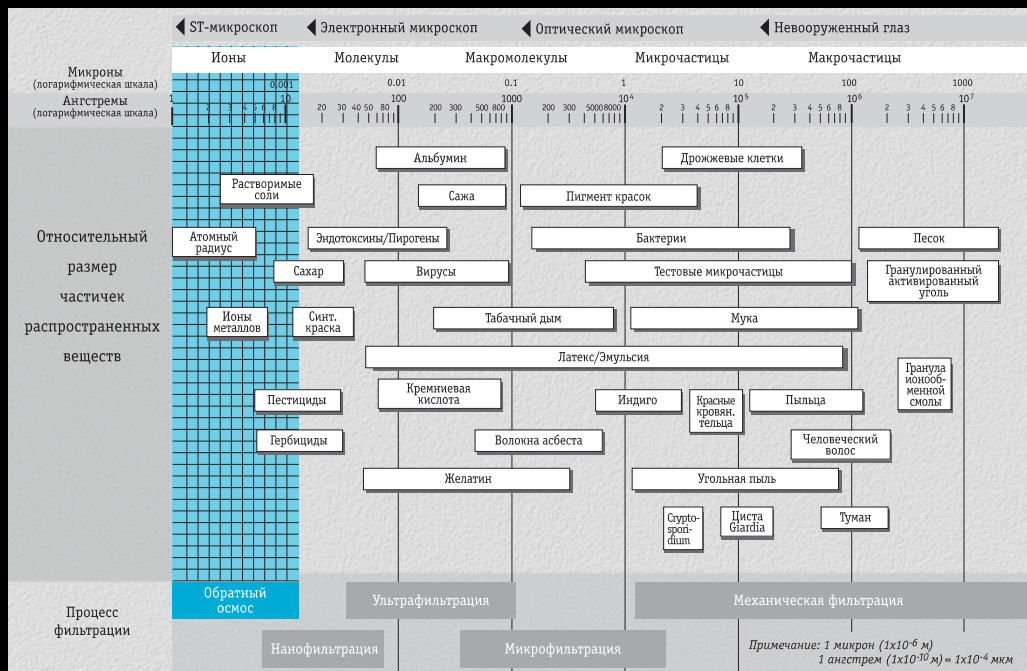 ST-микроскоп
Электронный микроскоп
Оптический микроскоп
Невооруженный глаз
Ионы
Молекулы
Макромолекулы
Микрочастицы
Макрочастицы
Микроны
(логарифмическая шкала)
0.001 0.01 0.1 1 10 100 1000
Ангстремы
(логарифмическая шкала)
1 10 100 1000 10⁴ 10⁵ 10⁶ 10⁷
2 3 4 5 6 8 20 30 40 50 80 200 300 500 800 200 300 5000 8000 2 3 4 5 6 8 2 3 4 5 6 8 2 3 4 5 6 8
Относительный
размер
частичек
распространенных
веществ
Альбумин
Дрожжевые клетки
Растворимые
соли
Сажа
Пигмент красок
Атомный
радиус
Эндотоксины/Пирогены
Бактерии
Песок
Сахар
Вирусы
Тестовые микрочастицы
Гранулированный
активированный
уголь
Ионы
металлов
Синт.
краска
Табачный дым
Мука
Латекс/Эмульсия
Гранула
ионооб-
менной
смолы
Пестициды
Кремниевая
кислота
Индиго
Красные
кровян.
тельца
Пыльца
Гербициды
Волокна асбеста
Человеческий
волос
Желатин
Угольная пыль
Crypto-
spori-
dium
Циста
Giardia
Туман
Процесс
фильтрации
Обратный
осмос
Ультрафильтрация
Механическая фильтрация
Нанофильтрация
Микрофильтрация
Примечание: 1 микрон (1x10⁻⁶ м)
1 ангстрем (1x10⁻¹⁰ м) = 1x10⁻⁴ мкм